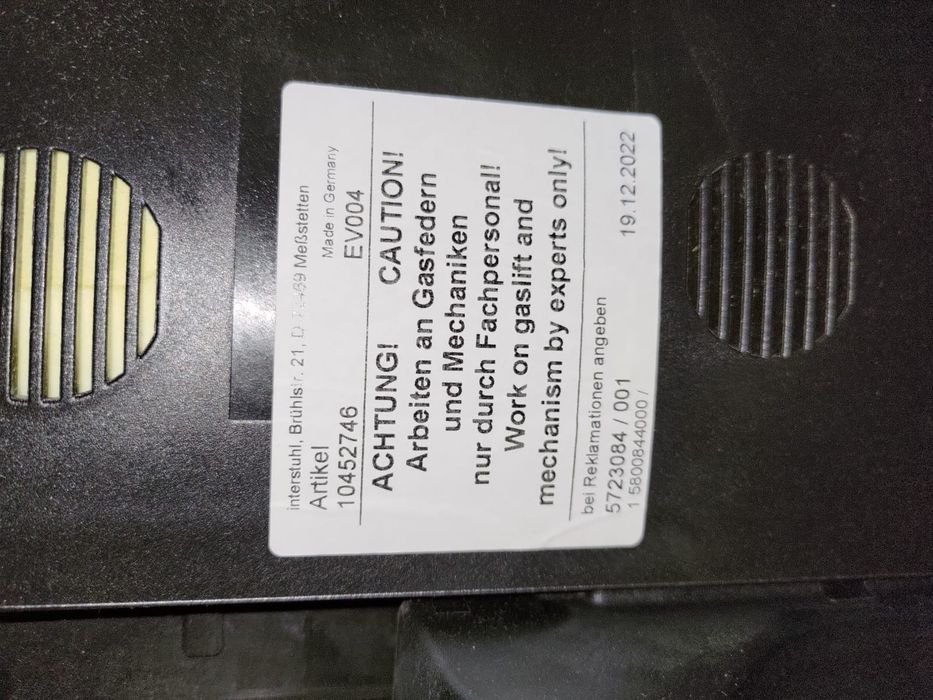 interstuhl, Brühlstr. 21, D Meßstetten
Made in Germany
Artikel
10452746 EV004
ACHTUNG! CAUTION!
Arbeiten an Gasfedern
und Mechaniken
nur durch Fachpersonal!
Work on gaslift and
mechanism by experts only!
bei Reklamationen angeben
5723084 / 001 19.12.2022
1 5800844000 /